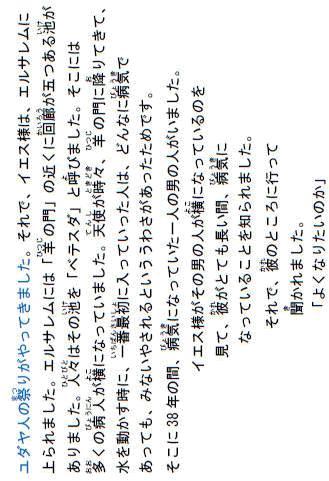 ユダヤ人の祭りがやってきました。それで、イエス様は、エルサレムに
上られました。エルサレムには「羊の門」の近くに回廊が五つある池が
ありました。人々はその池を「ベテスダ」と呼びました。そこには
多くの病人が横になっていました。天使が時々、羊の門に降りてきて、
水を動かす時に、一番最初に入っていった人は、どんなに病気で
あっても、みないやされるといううわさがあったためです。
そこに38年の間、病気になっていた一人の男の人がいました。
イエス様がその男の人が横になっているのを
見て、彼がとても長い間、病気に
なっていることを知られました。
それで、彼のところに行って
聞かれました。
「よくなりたいのか」